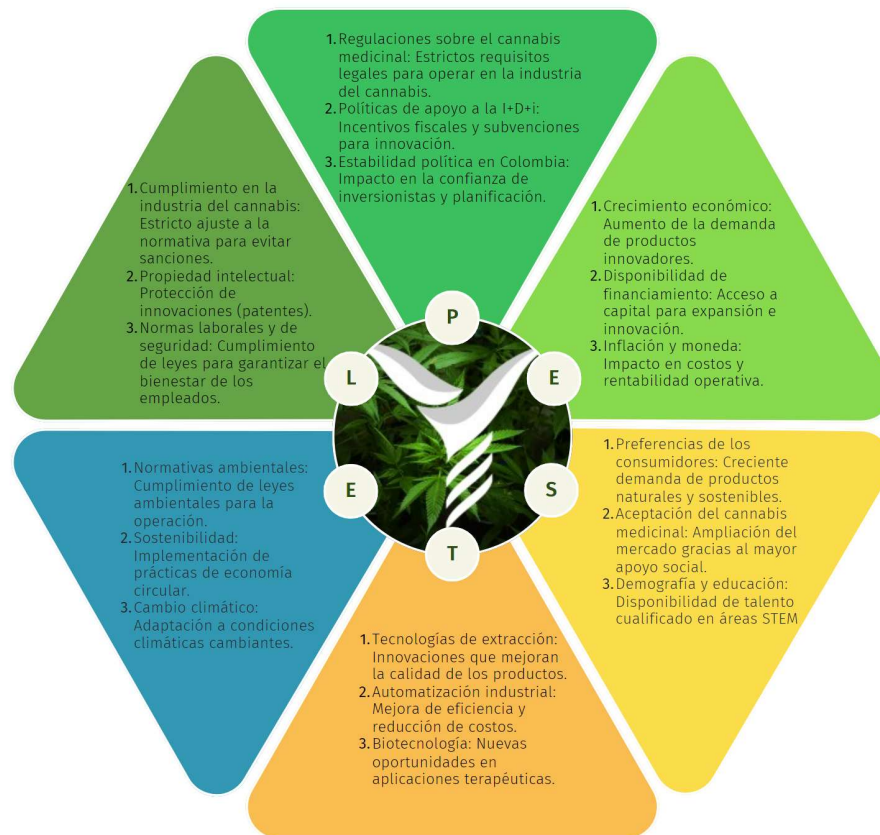 1. Regulaciones sobre el cannabis
medicinal: Estrictos requisitos
legales para operar en la industria
del cannabis.
2. Políticas de apoyo a la I+D+i:
Incentivos fiscales y subvenciones
para innovación.
3. Estabilidad política en Colombia:
Impacto en la confianza de
inversionistas y planificación.
1. Crecimiento económico:
Aumento de la demanda
de productos
innovadores.
2. Disponibilidad de
financiamiento: Acceso a
capital para expansión e
innovación.
3. Inflación y moneda:
Impacto en costos y
rentabilidad operativa.
1. Preferencias de los
consumidores: Creciente
demanda de productos
naturales y sostenibles.
2. Aceptación del cannabis
medicinal: Ampliación del
mercado gracias al mayor
apoyo social.
3. Demografía y educación:
Disponibilidad de talento
cualificado en áreas STEM
1. Tecnologías de extracción:
Innovaciones que mejoran
la calidad de los productos.
2. Automatización industrial:
Mejora de eficiencia y
reducción de costos.
3. Biotecnología: Nuevas
oportunidades en
aplicaciones terapéuticas.
1. Normativas ambientales:
Cumplimiento de leyes
ambientales para la
operación.
2. Sostenibilidad:
Implementación de
prácticas de economía
circular.
3. Cambio climático:
Adaptación a condiciones
climáticas cambiantes.
1. Cumplimiento en la
industria del cannabis:
Estricto ajuste a la
normativa para evitar
sanciones.
2. Propiedad intelectual:
Protección de
innovaciones (patentes).
3. Normas laborales y de
seguridad: Cumplimiento
de leyes para garantizar el
bienestar de los
empleados.
P
E
S
T
E
L